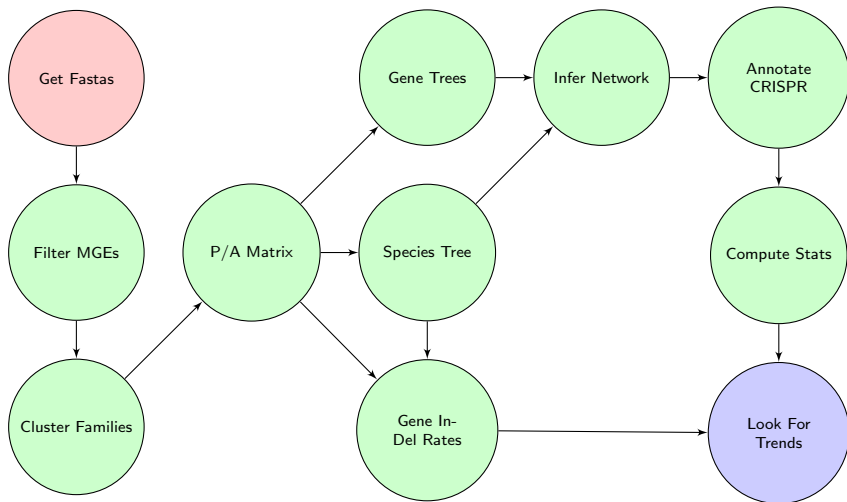 Get Fastas
Gene Trees
Infer Network
Annotate
CRISPR
Filter MGEs
P/A Matrix
Species Tree
Compute Stats
Cluster Families
Gene In-
Del Rates
Look For
Trends